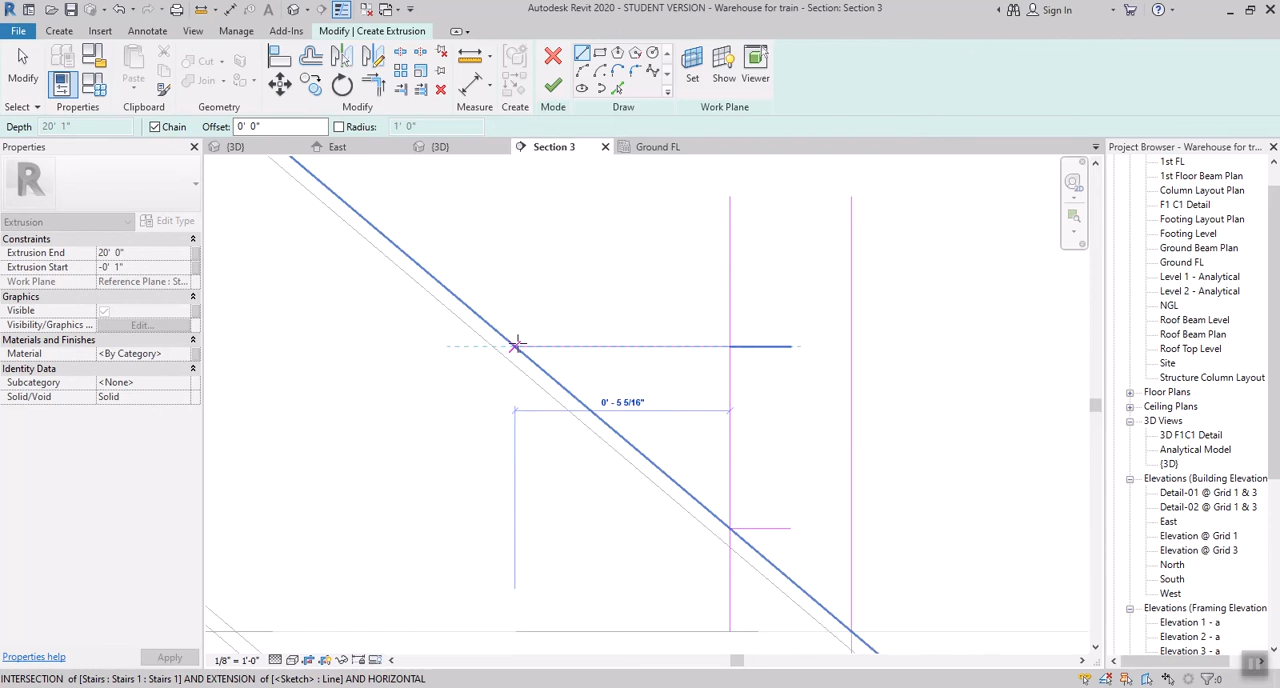 Autodesk Revit 2020 - STUDENT VERSION - Warehouse for train - Section: Section 3
Sign In
File Create Insert Annotate View Manage Add-Ins Modify | Create Extrusion
Modify
Paste
Cut
Join
Set Show Viewer
Select Properties Clipboard Geometry Modify Measure Create Mode Draw Work Plane
Depth 20' 1" Chain Offset: 0' 0" Radius: 1' 0"
Properties
{3D} East {3D} Section 3 Ground FL
Project Browser - Warehouse for train
R
Extrusion Edit Type
Constraints
Extrusion End 20' 0"
Extrusion Start -0' 1"
Work Plane Reference Plane : St...
Graphics
Visible
Visibility/Graphics ... Edit...
Materials and Finishes
Material <By Category>
Identity Data
Subcategory <None>
Solid/Void Solid
0' - 5 5/16"
1st FL
1st Floor Beam Plan
Column Layout Plan
F1 C1 Detail
Footing Layout Plan
Footing Level
Ground Beam Plan
Ground FL
Level 1 - Analytical
Level 2 - Analytical
NGL
Roof Beam Level
Roof Beam Plan
Roof Top Level
Site
Structure Column Layout
Floor Plans
Ceiling Plans
3D Views
3D F1C1 Detail
Analytical Model
{3D}
Elevations (Building Elevation
Detail-01 @ Grid 1 & 3
Detail-02 @ Grid 1 & 3
East
Elevation @ Grid 1
Elevation @ Grid 3
North
South
West
Elevations (Framing Elevation
Elevation 1 - a
Elevation 2 - a
Elevation 3 - a
Properties help Apply
1/8" = 1'-0"
INTERSECTION of [Stairs : Stairs 1 : Stairs 1] AND EXTENSION of [<Sketch> : Line] AND HORIZONTAL
:0